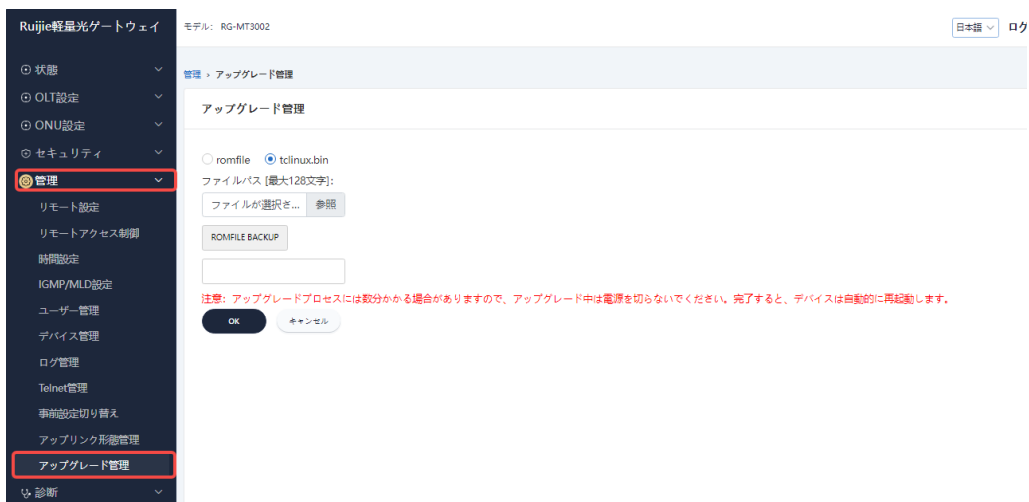 Ruijie軽量光ゲートウェイ
モデル: RG-MT3002
日本語
ログ
状態
OLT設定
ONU設定
セキュリティ
管理
リモート設定
リモートアクセス制御
時間設定
IGMP/MLD設定
ユーザー管理
デバイス管理
ログ管理
Telnet管理
事前設定切り替え
アップリンク形態管理
アップグレード管理
診断
管理 › アップグレード管理
アップグレード管理
romfile tclinux.bin
ファイルパス [最大128文字]:
ファイルが選択さ... 参照
ROMFILE BACKUP
注意: アップグレードプロセスには数分かかる場合がありますので、アップグレード中は電源を切らないでください。完了すると、デバイスは自動的に再起動します。
OK キャンセル